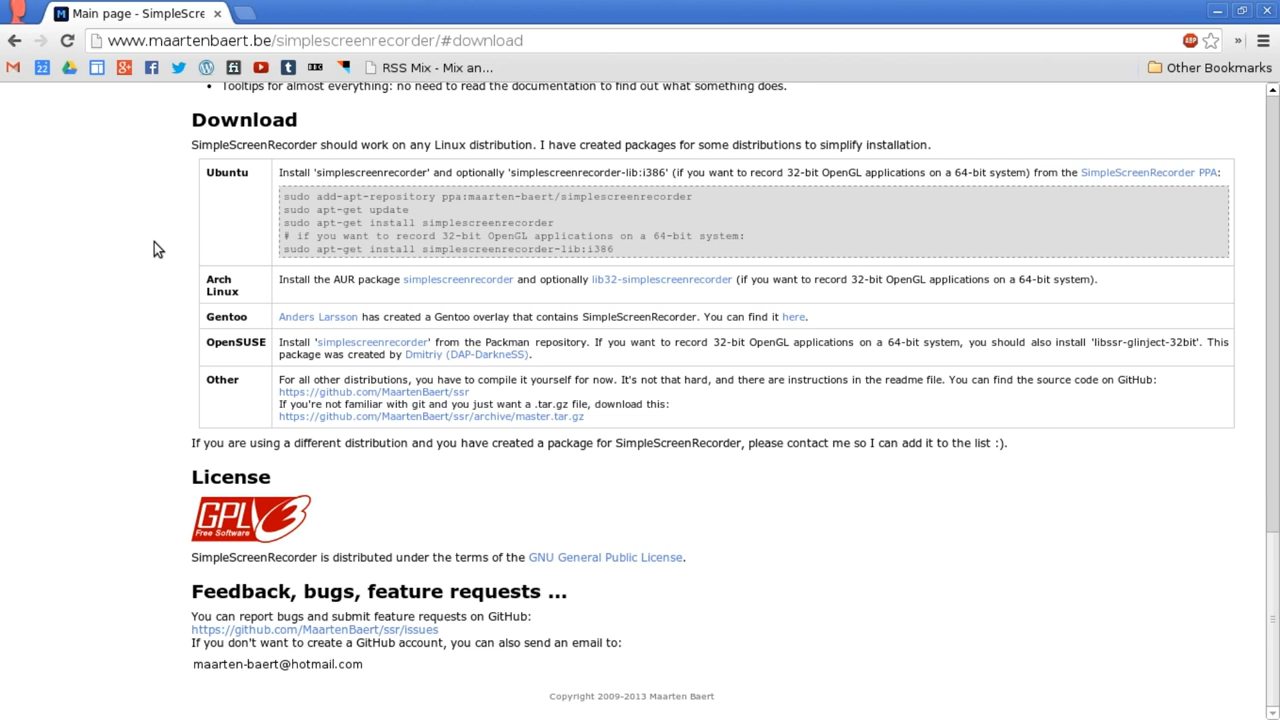 Main page - SimpleScre
www.maartenbaert.be/simplescreenrecorder/#download
RSS Mix - Mix an...
Other Bookmarks
Tooltips for almost everything: no need to read the documentation to find out what something does.
Download
SimpleScreenRecorder should work on any Linux distribution. I have created packages for some distributions to simplify installation.
Ubuntu
Install 'simplescreenrecorder' and optionally 'simplescreenrecorder-lib:i386' (if you want to record 32-bit OpenGL applications on a 64-bit system) from the SimpleScreenRecorder PPA:
sudo add-apt-repository ppa:maarten-baert/simplescreenrecorder
sudo apt-get update
sudo apt-get install simplescreenrecorder
# if you want to record 32-bit OpenGL applications on a 64-bit system:
sudo apt-get install simplescreenrecorder-lib:i386
Arch Linux
Install the AUR package simplescreenrecorder and optionally lib32-simplescreenrecorder (if you want to record 32-bit OpenGL applications on a 64-bit system).
Gentoo
Anders Larsson has created a Gentoo overlay that contains SimpleScreenRecorder. You can find it here.
OpenSUSE
Install 'simplescreenrecorder' from the Packman repository. If you want to record 32-bit OpenGL applications on a 64-bit system, you should also install 'libssr-glinject-32bit'. This
package was created by Dmitriy (DAP-DarkneSS).
Other
For all other distributions, you have to compile it yourself for now. It's not that hard, and there are instructions in the readme file. You can find the source code on GitHub:
https://github.com/MaartenBaert/ssr
If you're not familiar with git and you just want a .tar.gz file, download this:
https://github.com/MaartenBaert/ssr/archive/master.tar.gz
If you are using a different distribution and you have created a package for SimpleScreenRecorder, please contact me so I can add it to the list :).
License
GPL 3
Free Software
SimpleScreenRecorder is distributed under the terms of the GNU General Public License.
Feedback, bugs, feature requests ...
You can report bugs and submit feature requests on GitHub:
https://github.com/MaartenBaert/ssr/issues
If you don't want to create a GitHub account, you can also send an email to:
maarten-baert@hotmail.com
Copyright 2009-2013 Maarten Baert